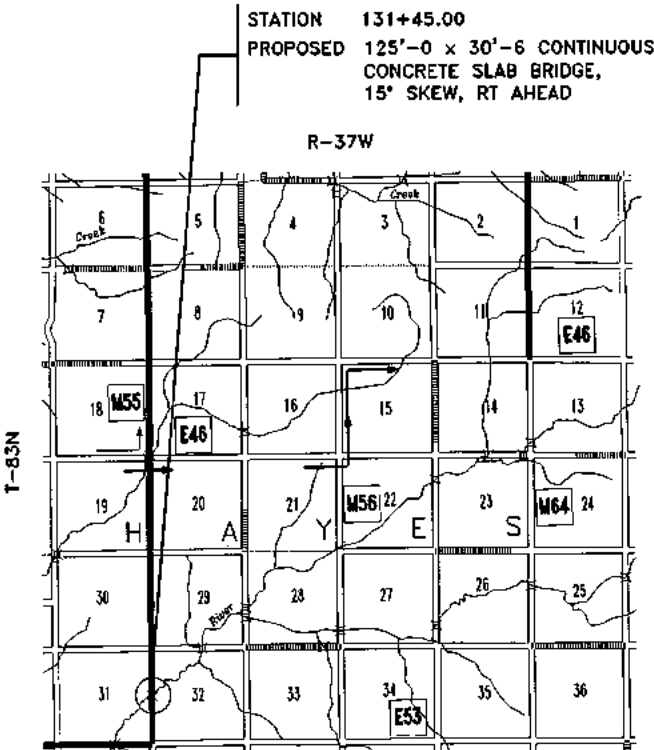 STATION 131+45.00
PROPOSED 125'-0 x 30'-6 CONTINUOUS
CONCRETE SLAB BRIDGE,
15° SKEW, RT AHEAD
R-37W
T-83N
6 5 4 3 2 1
Creek
Creek
7 8 9 10 11 12
E46
18 17 16 15 14 13
M55
E46
19 20 21 22 23 24
M56
M64
H A Y E S
30 29 28 27 26 25
River
31 32 33 34 35 36
E53